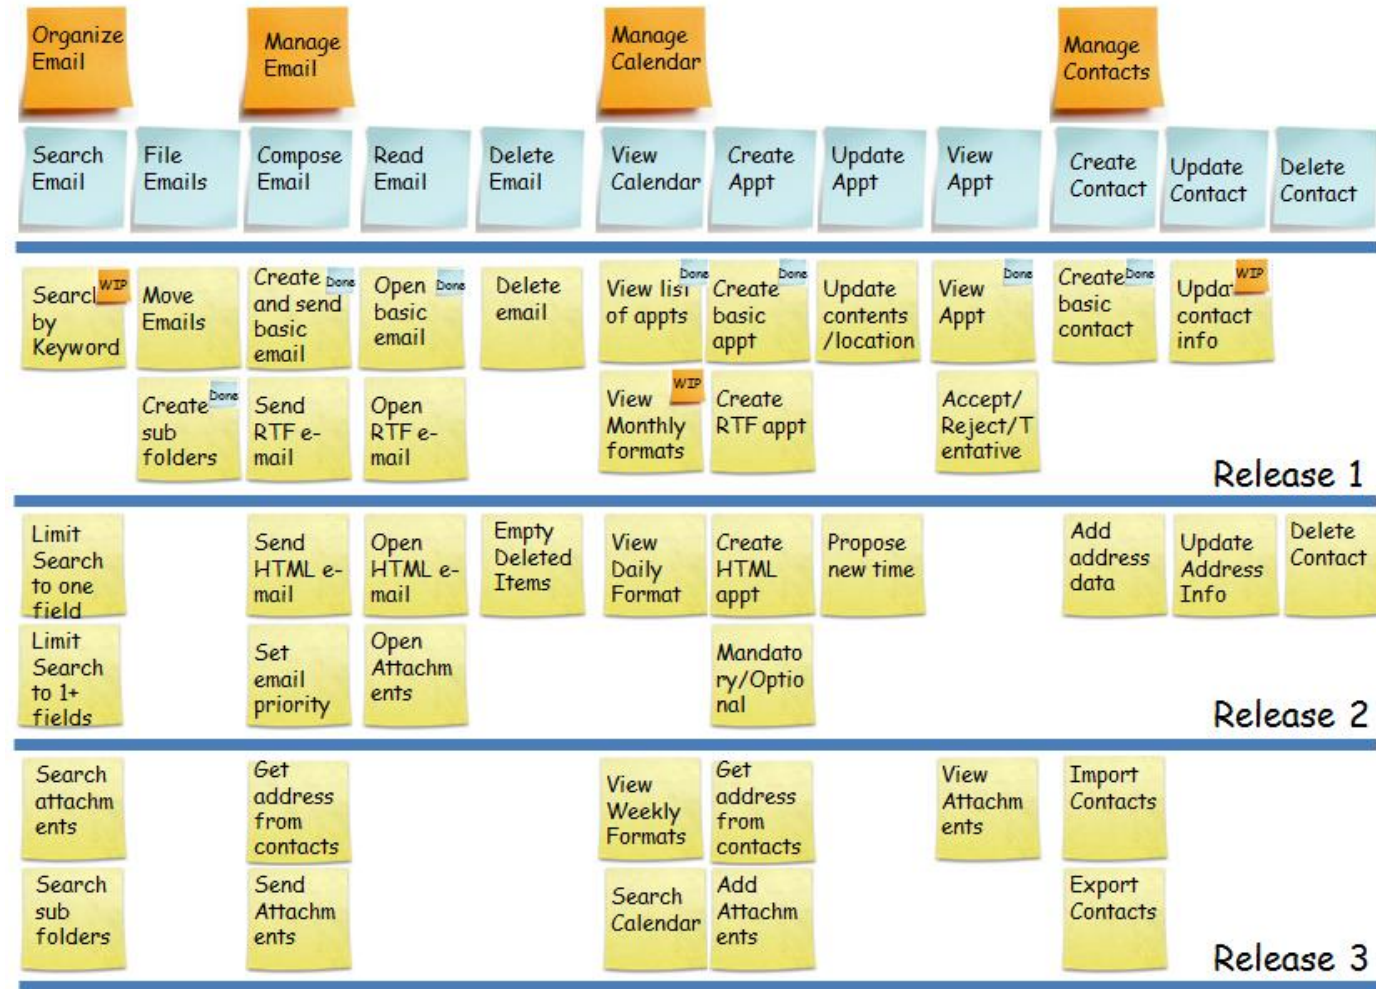 Organize
Email
Manage
Email
Manage
Calendar
Manage
Contacts
Search
Email
File
Emails
Compose
Email
Read
Email
Delete
Email
View
Calendar
Create
Appt
Update
Appt
View
Appt
Create
Contact
Update
Contact
Delete
Contact
Searc
WIP
by
Keyword
Move
Emails
Create
Done
and send
basic
email
Open
Done
basic
email
Delete
email
View list
Done
of appts
Create
Done
basic
appt
Update
contents
/location
View
Done
Appt
Create
Done
basic
contact
Updat
WIP
contact
info
Create
Done
sub
folders
Send
RTF e-
mail
Open
RTF e-
mail
View
WIP
Monthly
formats
Create
RTF appt
Accept/
Reject/T
entative
Release 1
Limit
Search
to one
field
Send
HTML e-
mail
Open
HTML e-
mail
Empty
Deleted
Items
View
Daily
Format
Create
HTML
appt
Propose
new time
Add
address
data
Update
Address
Info
Delete
Contact
Limit
Search
to 1+
fields
Set
email
priority
Open
Attachm
ents
Mandato
ry/Optio
nal
Release 2
Search
attachm
ents
Get
address
from
contacts
View
Weekly
Formats
Get
address
from
contacts
View
Attachm
ents
Import
Contacts
Search
sub
folders
Send
Attachm
ents
Search
Calendar
Add
Attachm
ents
Export
Contacts
Release 3